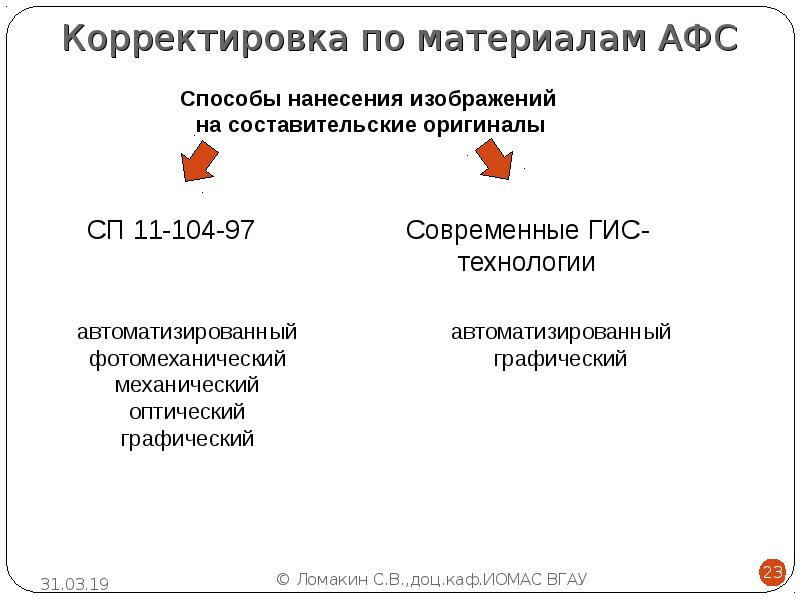 Корректировка по материалам АФС
Способы нанесения изображений
на составительские оригиналы
СП 11-104-97
автоматизированный
фотомеханический
механический
оптический
графический
Современные ГИС-
технологии
автоматизированный
графический
31.03.19
© Ломакин С.В.,доц.каф.ИОМАС ВГАУ
23